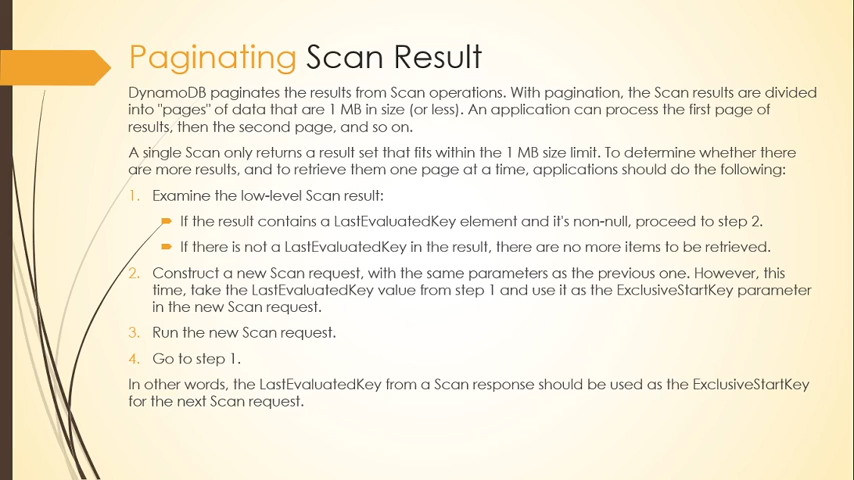 Paginating Scan Result
DynamoDB paginates the results from Scan operations. With pagination, the Scan results are divided
into "pages" of data that are 1 MB in size (or less). An application can process the first page of
results, then the second page, and so on.
A single Scan only returns a result set that fits within the 1 MB size limit. To determine whether there
are more results, and to retrieve them one page at a time, applications should do the following:
1. Examine the low-level Scan result:
If the result contains a LastEvaluatedKey element and it's non-null, proceed to step 2.
If there is not a LastEvaluatedKey in the result, there are no more items to be retrieved.
2. Construct a new Scan request, with the same parameters as the previous one. However, this
time, take the LastEvaluatedKey value from step 1 and use it as the ExclusiveStartKey parameter
in the new Scan request.
3. Run the new Scan request.
4. Go to step 1.
In other words, the LastEvaluatedKey from a Scan response should be used as the ExclusiveStartKey
for the next Scan request.